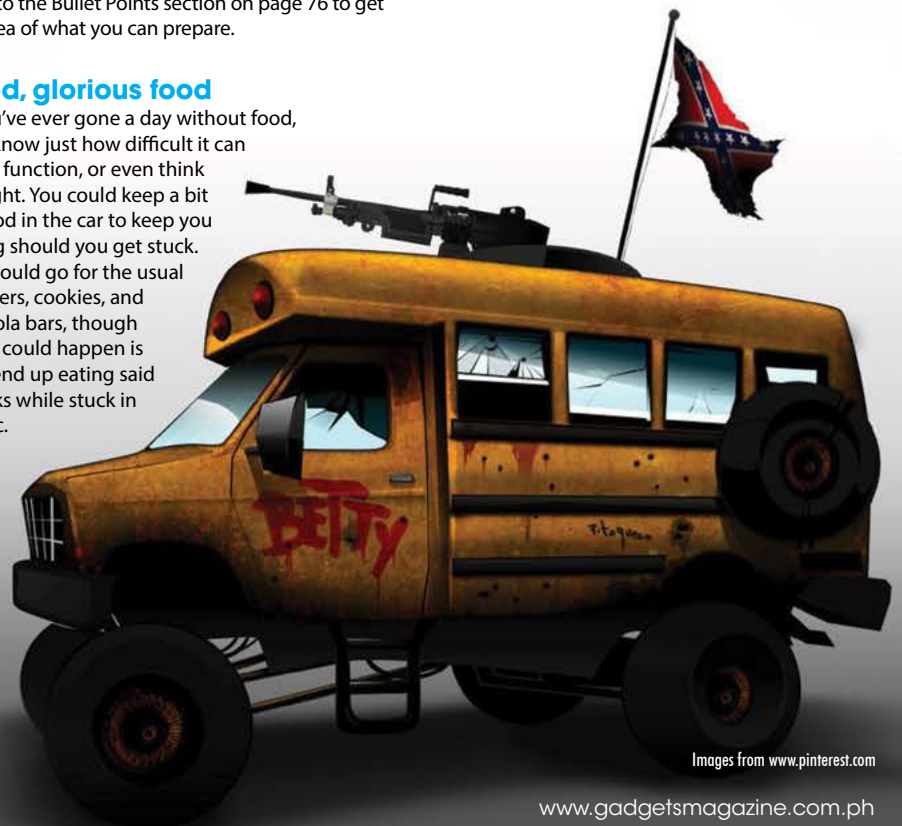 to the Bullet Points section on page 76 to get
ea of what you can prepare.
d, glorious food
u've ever gone a day without food,
know just how difficult it can
function, or even think
ght. You could keep a bit
od in the car to keep you
g should you get stuck.
ould go for the usual
ers, cookies, and
ola bars, though
could happen is
end up eating said
ks while stuck in
c.
BETTY
Images from www.pinterest.com
www.gadgetsmagazine.com.ph